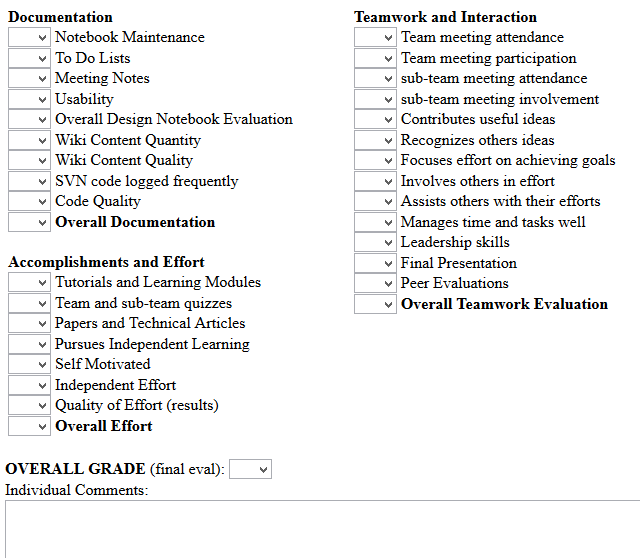 Documentation
Notebook Maintenance
To Do Lists
Meeting Notes
Usability
Overall Design Notebook Evaluation
Wiki Content Quantity
Wiki Content Quality
SVN code logged frequently
Code Quality
Overall Documentation
Accomplishments and Effort
Tutorials and Learning Modules
Team and sub-team quizzes
Papers and Technical Articles
Pursues Independent Learning
Self Motivated
Independent Effort
Quality of Effort (results)
Overall Effort
Teamwork and Interaction
Team meeting attendance
Team meeting participation
sub-team meeting attendance
sub-team meeting involvement
Contributes useful ideas
Recognizes others ideas
Focuses effort on achieving goals
Involves others in effort
Assists others with their efforts
Manages time and tasks well
Leadership skills
Final Presentation
Peer Evaluations
Overall Teamwork Evaluation
OVERALL GRADE (final eval):
Individual Comments: